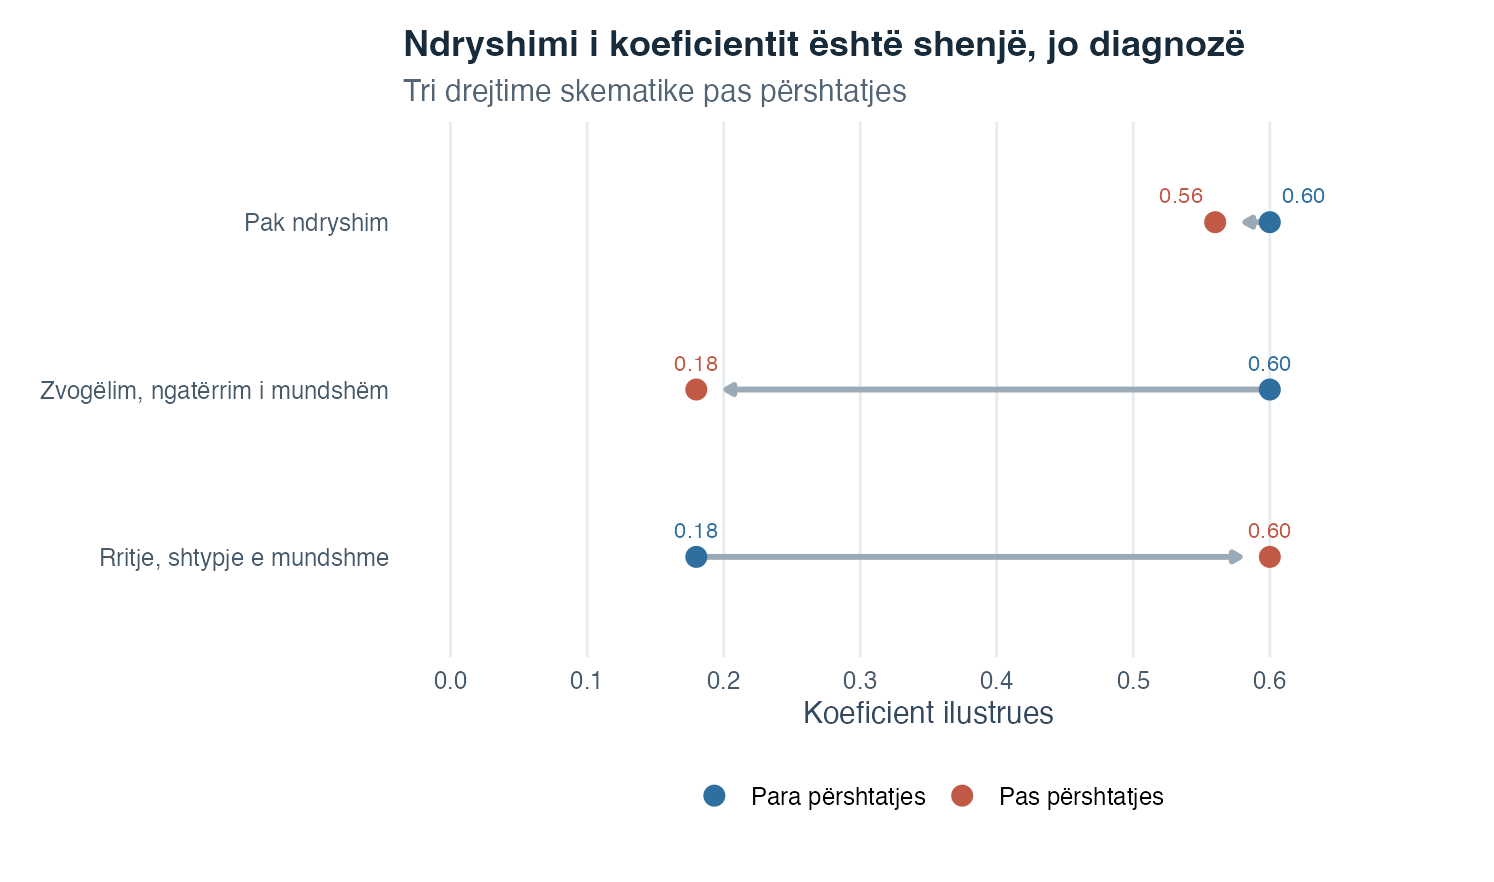 Ndryshimi i koeficientit është shenjë, jo diagnozë
Tri drejtime skematike pas përshtatjes
Pak ndryshim
0.56
0.60
Zvogëlim, ngatërrim i mundshëm
0.18
0.60
Rritje, shtypje e mundshme
0.18
0.60
0.0 0.1 0.2 0.3 0.4 0.5 0.6
Koeficient ilustrues
Para përshtatjes Pas përshtatjes